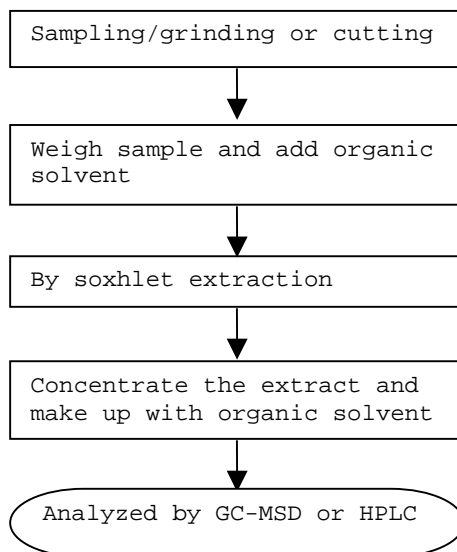 Sampling/grinding or cutting
Weigh sample and add organic
solvent
By soxhlet extraction
Concentrate the extract and
make up with organic solvent
Analyzed by GC-MSD or HPLC